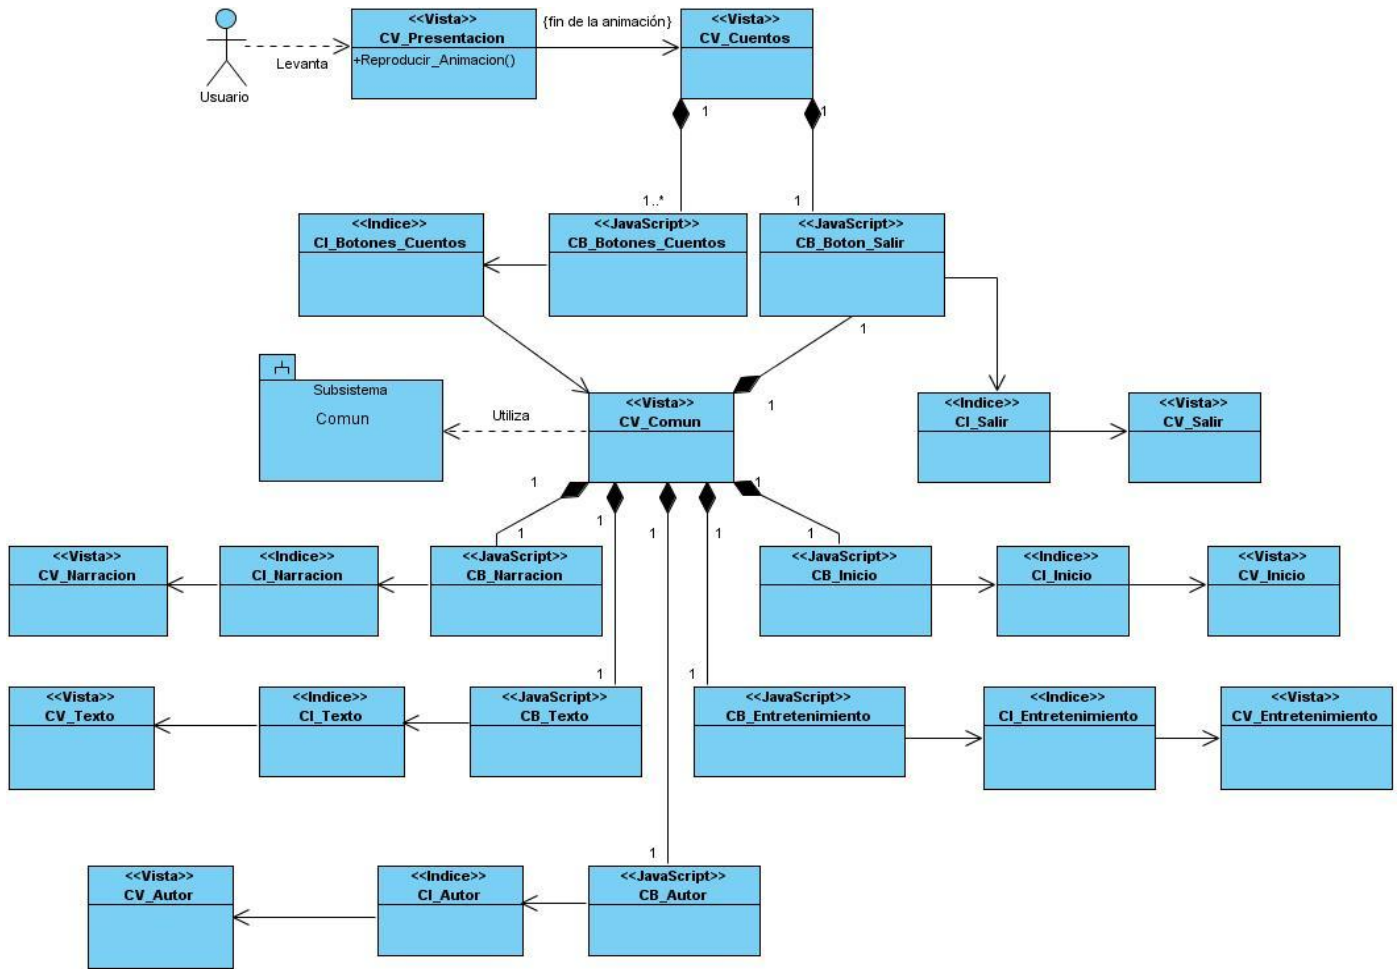 <<Vista>>
CV_Presentacion
+Reproducir_Animacion()
{fin de la animación}
<<Vista>>
CV_Cuentos
Levanta
Usuario
1
1
1..*
1
<<Indice>>
CI_Botones_Cuentos
<<JavaScript>>
CB_Botones_Cuentos
<<JavaScript>>
CB_Boton_Salir
1
1
Subsistema
Comun
Utiliza
<<Vista>>
CV_Comun
<<Indice>>
CI_Salir
<<Vista>>
CV_Salir
1
1
1
1
1
1
1
1
<<Vista>>
CV_Narracion
<<Indice>>
CI_Narracion
<<JavaScript>>
CB_Narracion
<<JavaScript>>
CB_Inicio
<<Indice>>
CI_Inicio
<<Vista>>
CV_Inicio
1
1
<<Vista>>
CV_Texto
<<Indice>>
CI_Texto
<<JavaScript>>
CB_Texto
<<JavaScript>>
CB_Entretenimiento
<<Indice>>
CI_Entretenimiento
<<Vista>>
CV_Entretenimiento
1
<<Vista>>
CV_Autor
<<Indice>>
CI_Autor
<<JavaScript>>
CB_Autor